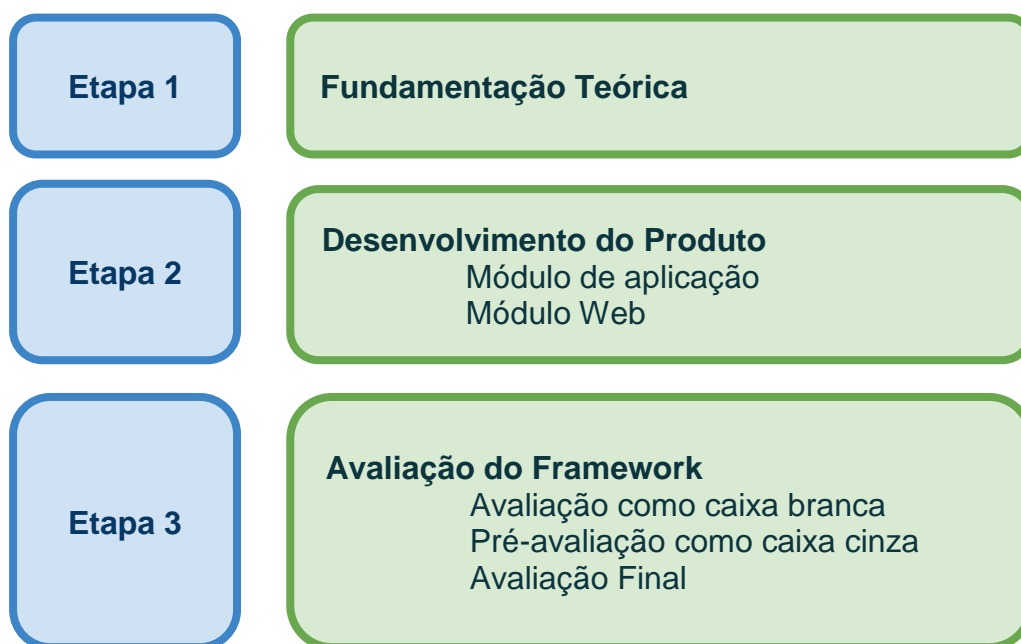 Etapa 1
Fundamentação Teórica
Etapa 2
Desenvolvimento do Produto
Módulo de aplicação
Módulo Web
Etapa 3
Avaliação do Framework
Avaliação como caixa branca
Pré-avaliação como caixa cinza
Avaliação Final